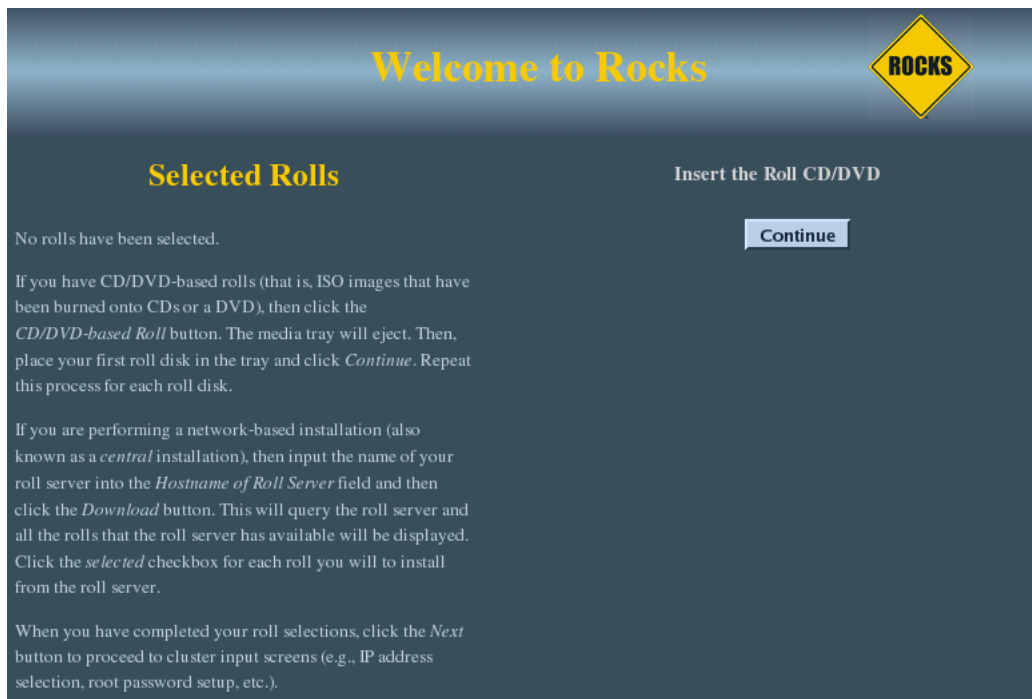 Welcome to Rocks
ROCKS
Selected Rolls
No rolls have been selected.
If you have CD/DVD-based rolls (that is, ISO images that have
been burned onto CDs or a DVD), then click the
CD/DVD-based Roll button. The media tray will eject. Then,
place your first roll disk in the tray and click Continue. Repeat
this process for each roll disk.
If you are performing a network-based installation (also
known as a central installation), then input the name of your
roll server into the Hostname of Roll Server field and then
click the Download button. This will query the roll server and
all the rolls that the roll server has available will be displayed.
Click the selected checkbox for each roll you will to install
from the roll server.
When you have completed your roll selections, click the Next
button to proceed to cluster input screens (e.g., IP address
selection, root password setup, etc.).
Insert the Roll CD/DVD
Continue